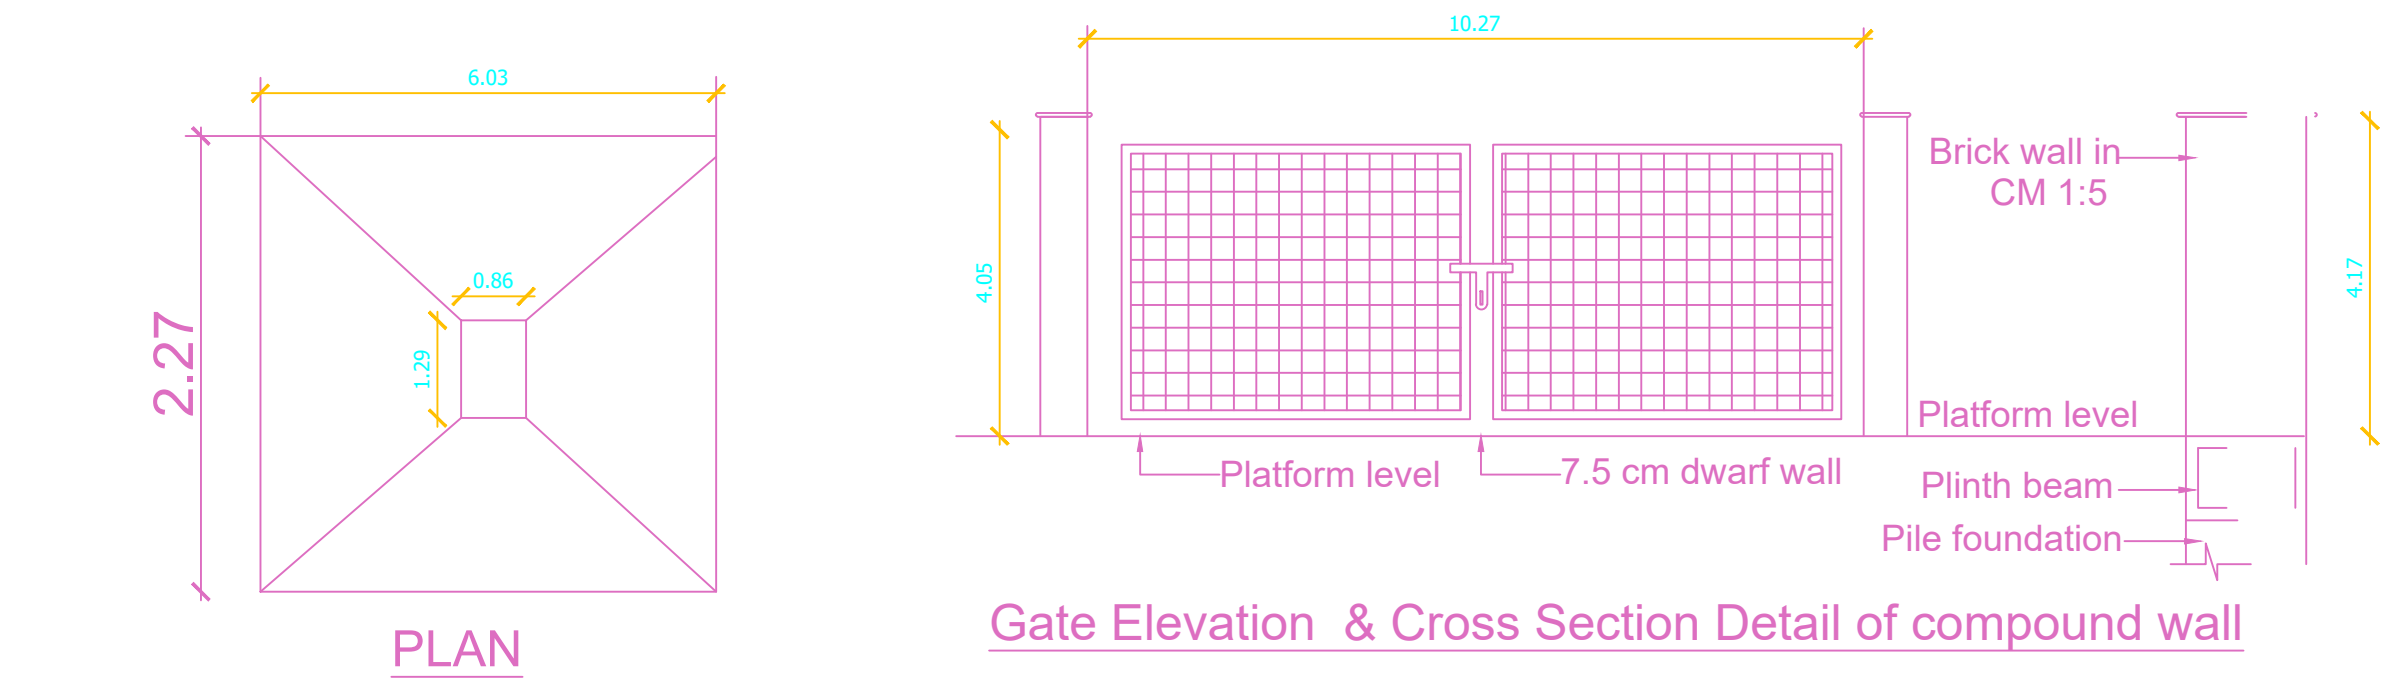 6.03
2.27
0.86
1.29
PLAN
10.27
4.05
Brick wall in
CM 1:5
4.17
Platform level
Platform level
7.5 cm dwarf wall
Plinth beam
Pile foundation
Gate Elevation & Cross Section Detail of compound wall